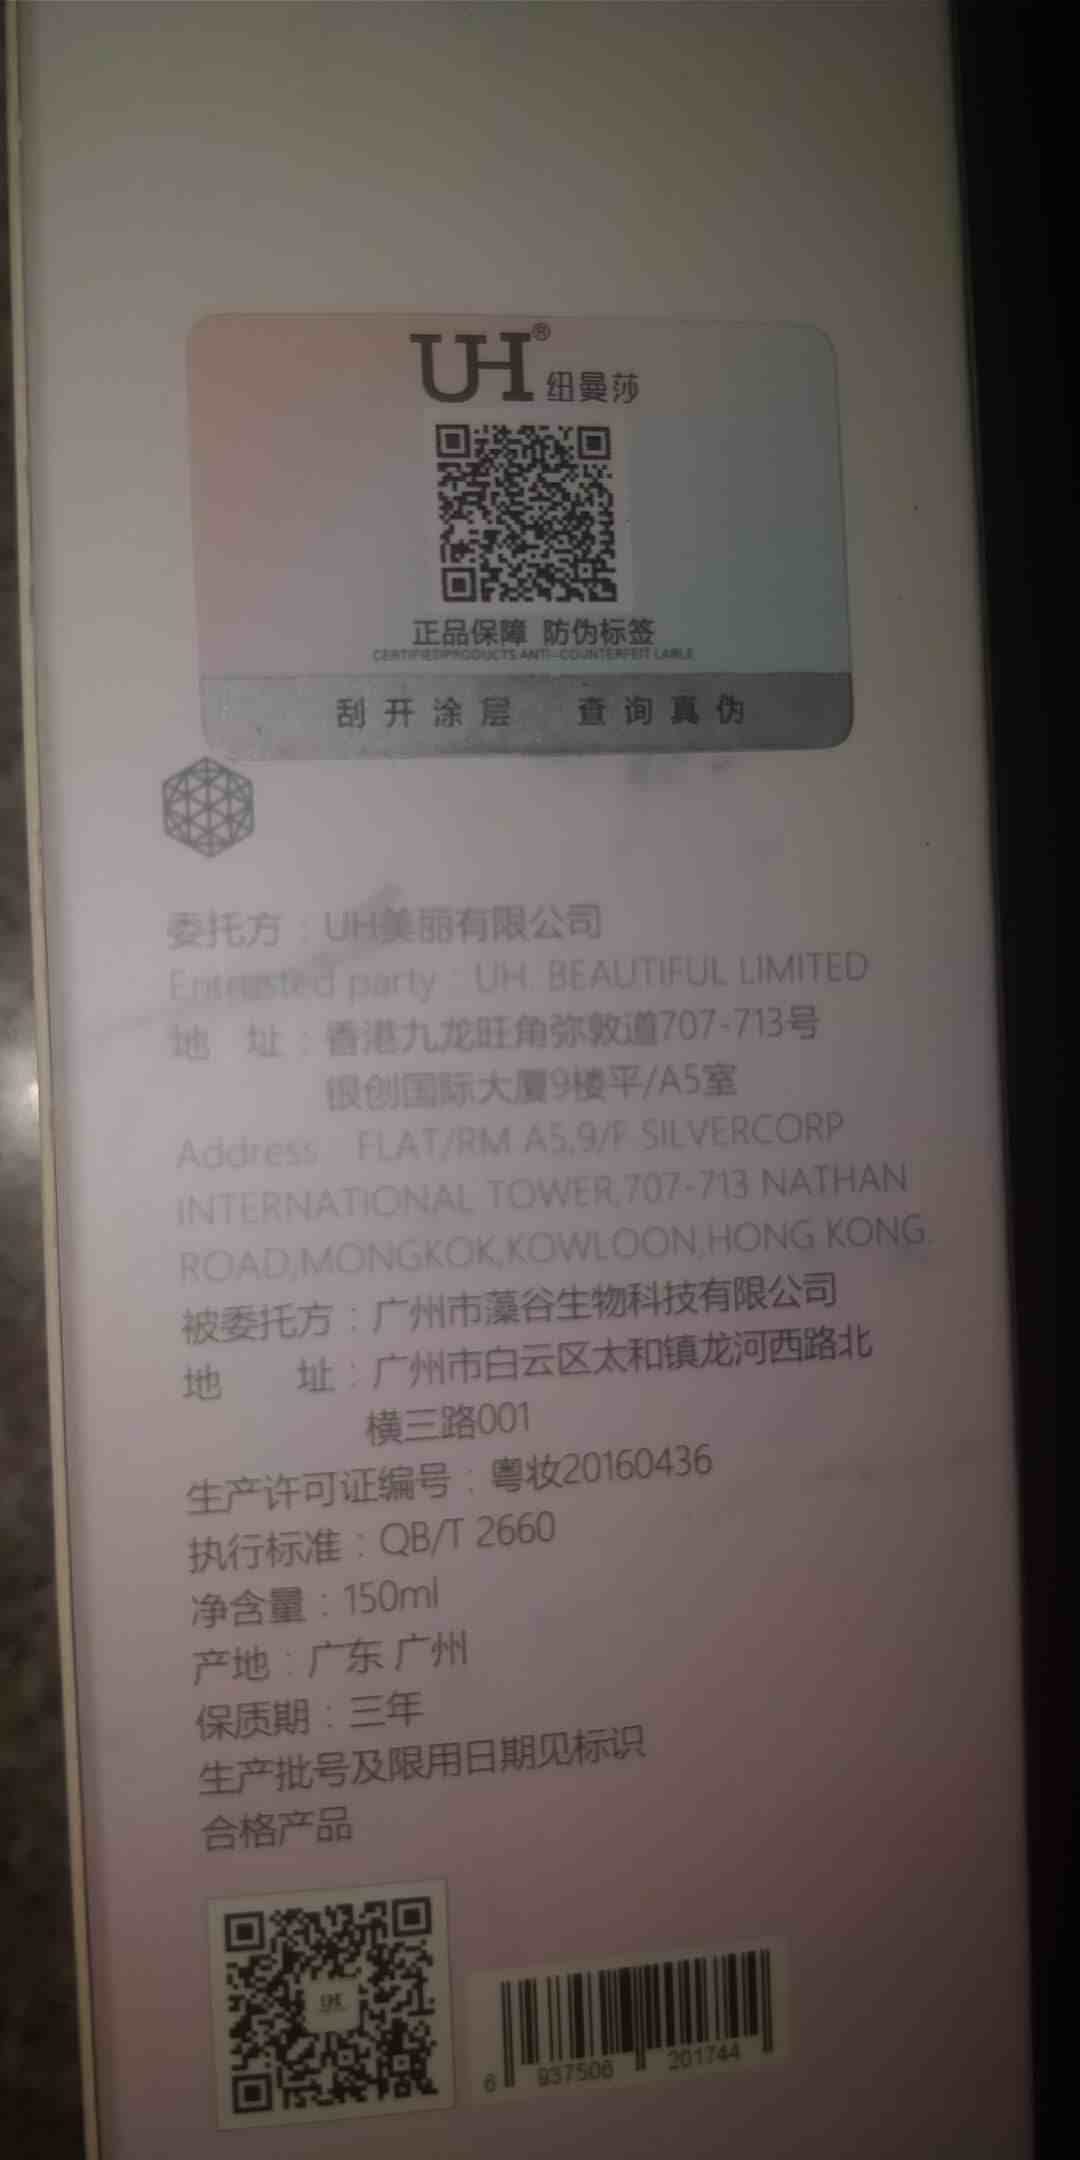 UH®纽曼莎
正品保障 防伪标签
CERTIFIEDPRODUCTS ANTI-COUNTERFEIT LABLE
刮开涂层 查询真伪
委托方：UH美丽有限公司
Entrusted party：UH. BEAUTIFUL LIMITED
地 址：香港九龙旺角弥敦道707-713号
银创国际大厦9楼平/A5室
Address FLAT/RM A5,9/F SILVERCORP
INTERNATIONAL TOWER,707-713 NATHAN
ROAD,MONGKOK,KOWLOON,HONG KONG.
被委托方：广州市藻谷生物科技有限公司
地 址：广州市白云区太和镇龙河西路北
横三路001
生产许可证编号：粤妆20160436
执行标准：QB/T 2660
净含量：150ml
产地：广东 广州
保质期：三年
生产批号及限用日期见标识
合格产品
6 937506 201744